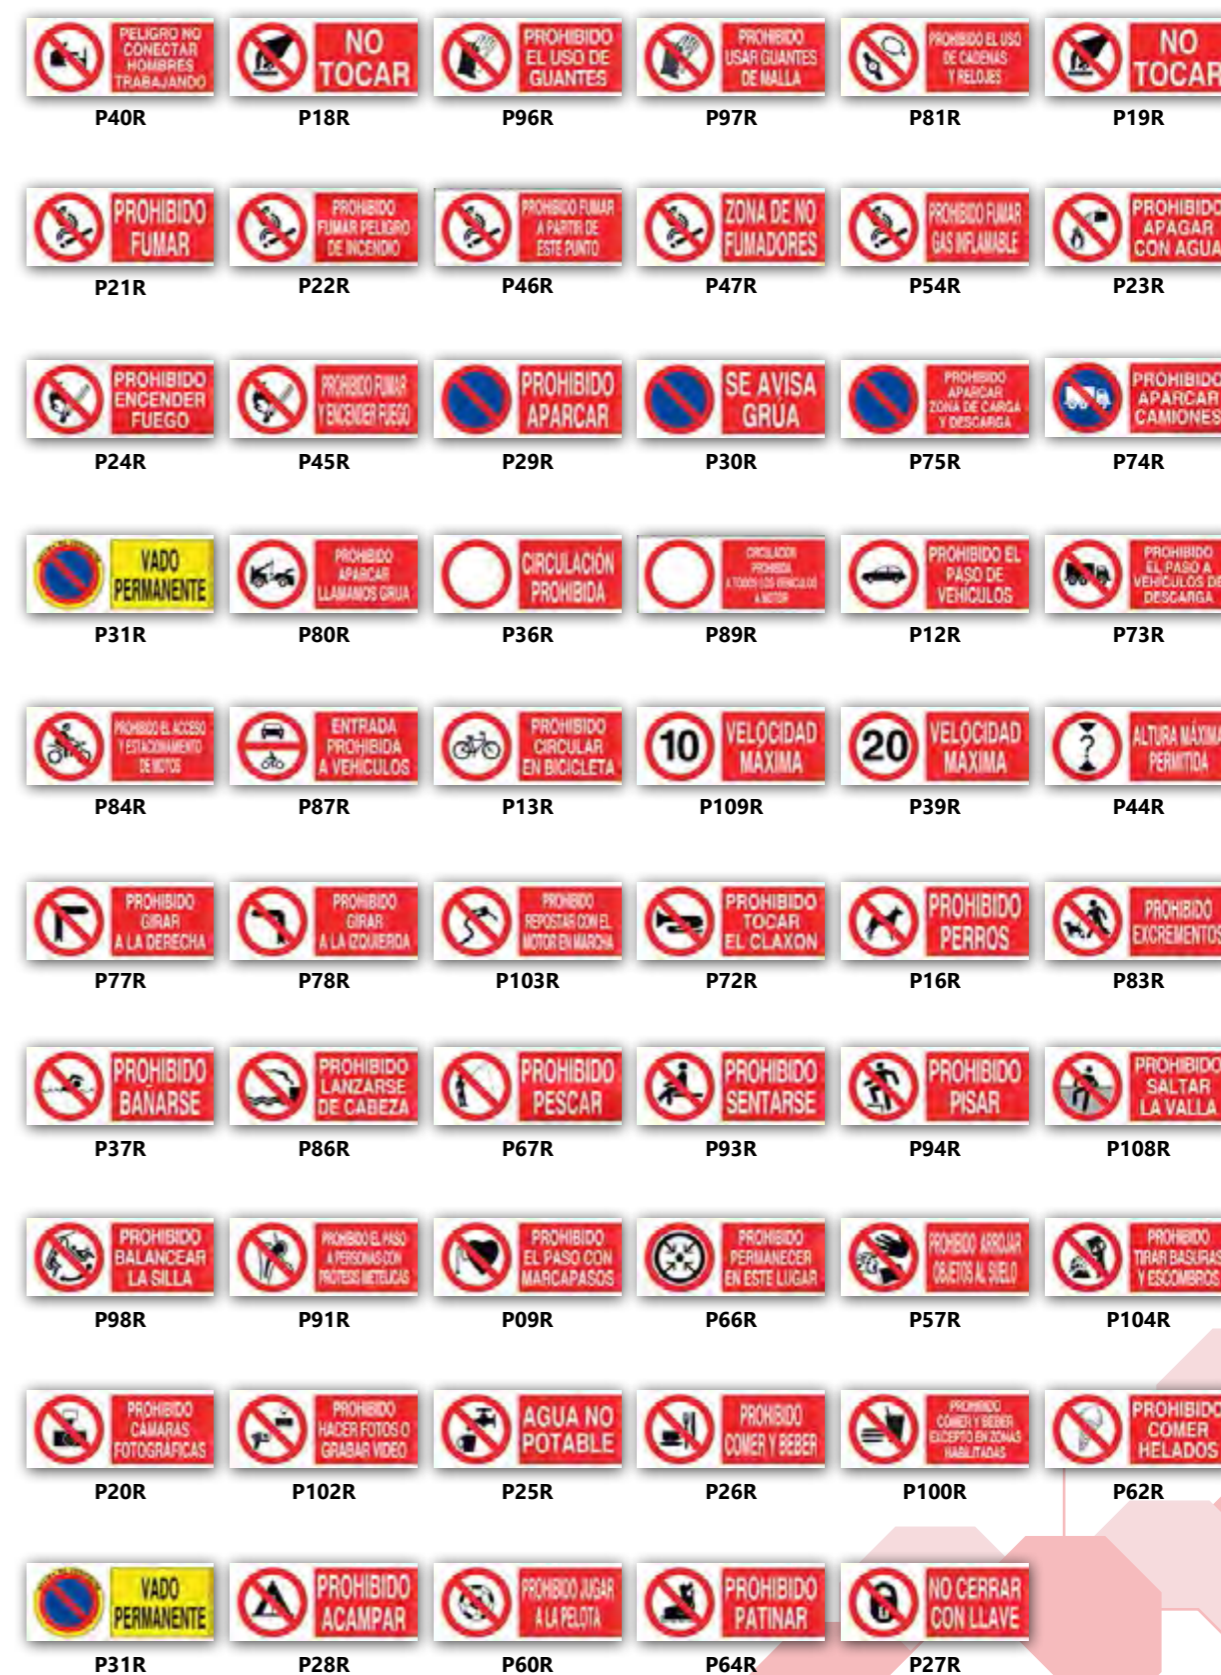 PELIGRO NO
CONECTAR
HOMBRES
TRABAJANDO
P40R
NO
TOCAR
P18R
PROHIBIDO
EL USO DE
GUANTES
P96R
PROHIBIDO
USAR GUANTES
DE MALLA
P97R
PROHIBIDO EL USO
DE CADENAS
Y RELOJES
P81R
NO
TOCAR
P19R
PROHIBIDO
FUMAR
P21R
PROHIBIDO
FUMAR PELIGRO
DE INCENDIO
P22R
PROHIBIDO FUMAR
A PARTIR DE
ESTE PUNTO
P46R
ZONA DE NO
FUMADORES
P47R
PROHIBIDO FUMAR
GAS INFLAMABLE
P54R
PROHIBIDO
APAGAR
CON AGUA
P23R
PROHIBIDO
ENCENDER
FUEGO
P24R
PROHIBIDO FUMAR
Y ENCENDER FUEGO
P45R
PROHIBIDO
APARCAR
P29R
SE AVISA
GRÚA
P30R
PROHIBIDO
APARCAR
ZONA DE CARGA
Y DESCARGA
P75R
PROHIBIDO
APARCAR
CAMIONES
P74R
VADO
PERMANENTE
P31R
PROHIBIDO
APARCAR
LLAMAMOS GRUA
P80R
CIRCULACIÓN
PROHIBIDA
P36R
CIRCULACION
PROHIBIDA
A TODOS LOS VEHICULOS
A MOTOR
P89R
PROHIBIDO EL
PASO DE
VEHICULOS
P12R
PROHIBIDO
EL PASO A
VEHICULOS DE
DESCARGA
P73R
PROHIBIDO EL ACCESO
Y ESTACIONAMIENTO
DE MOTOS
P84R
ENTRADA
PROHIBIDA
A VEHICULOS
P87R
PROHIBIDO
CIRCULAR
EN BICICLETA
P13R
10
VELOCIDAD
MÁXIMA
P109R
20
VELOCIDAD
MÁXIMA
P39R
?
ALTURA MÁXIMA
PERMITIDA
P44R
PROHIBIDO
GIRAR
A LA DERECHA
P77R
PROHIBIDO
GIRAR
A LA IZQUIERDA
P78R
PROHIBIDO
REPOSTAR CON EL
MOTOR EN MARCHA
P103R
PROHIBIDO
TOCAR
EL CLAXON
P72R
PROHIBIDO
PERROS
P16R
PROHIBIDO
EXCREMENTOS
P83R
PROHIBIDO
BAÑARSE
P37R
PROHIBIDO
LANZARSE
DE CABEZA
P86R
PROHIBIDO
PESCAR
P67R
PROHIBIDO
SENTARSE
P93R
PROHIBIDO
PISAR
P94R
PROHIBIDO
SALTAR
LA VALLA
P108R
PROHIBIDO
BALANCEAR
LA SILLA
P98R
PROHIBIDO EL PASO
A PERSONAS CON
PROTESIS METELICAS
P91R
PROHIBIDO
EL PASO CON
MARCAPASOS
P09R
PROHIBIDO
PERMANECER
EN ESTE LUGAR
P66R
PROHIBIDO ARROJAR
OBJETOS AL SUELO
P57R
PROHIBIDO
TIRAR BASURAS
Y ESCOMBROS
P104R
PROHIBIDO
CÁMARAS
FOTOGRÁFICAS
P20R
PROHIBIDO
HACER FOTOS O
GRABAR VIDEO
P102R
AGUA NO
POTABLE
P25R
PROHIBIDO
COMER Y BEBER
P26R
PROHIBIDO
COMER Y BEBER
EXCEPTO EN ZONAS
HABILITADAS
P100R
PROHIBIDO
COMER
HELADOS
P62R
VADO
PERMANENTE
P31R
PROHIBIDO
ACAMPAR
P28R
PROHIBIDO JUGAR
A LA PELOTA
P60R
PROHIBIDO
PATINAR
P64R
NO CERRAR
CON LLAVE
P27R